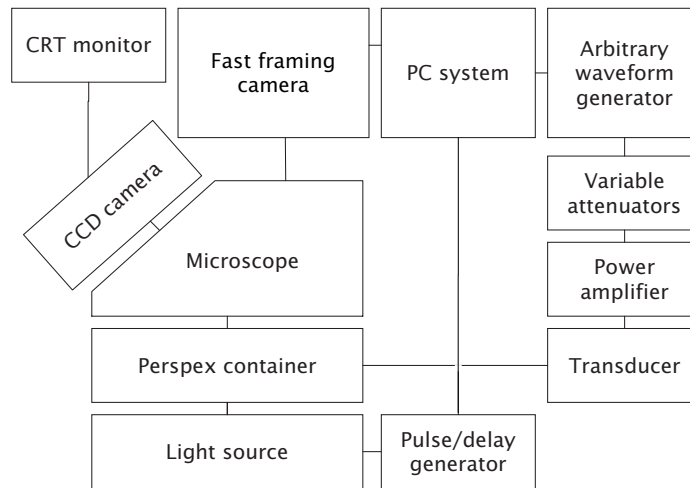 CRT monitor
Fast framing
camera
PC system
Arbitrary
waveform
generator
CCD camera
Variable
attenuators
Microscope
Power
amplifier
Perspex container
Transducer
Light source
Pulse/delay
generator